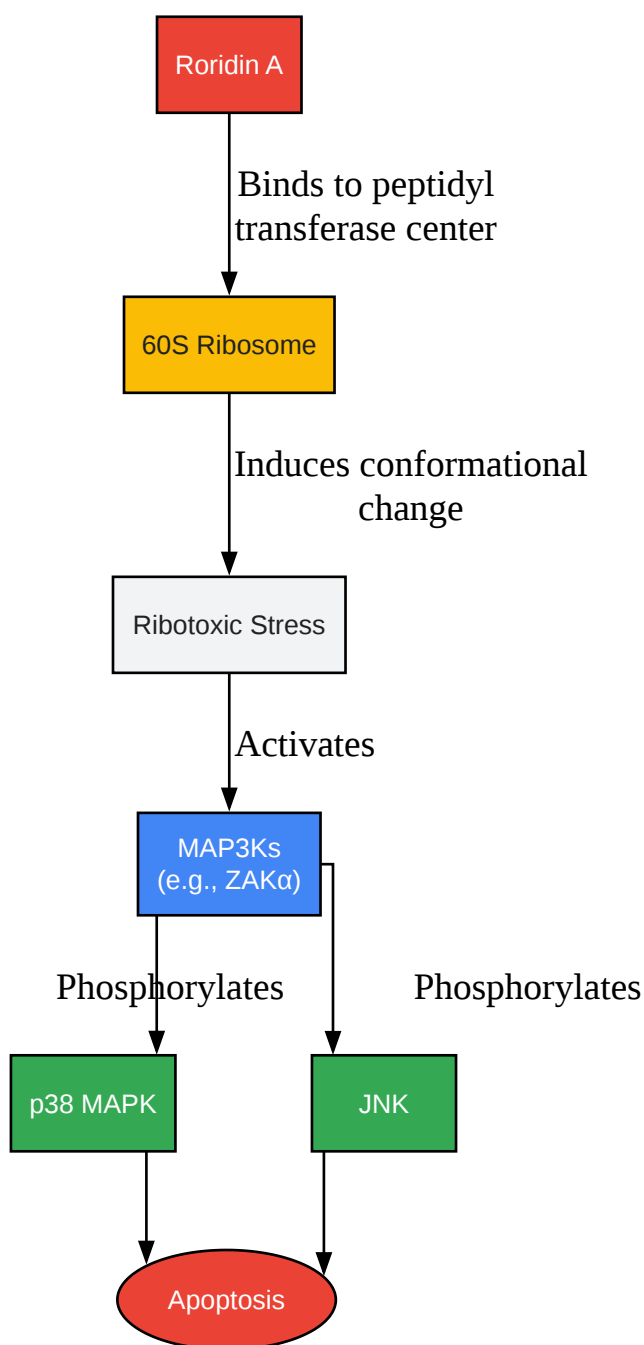 Roridin A
Binds to peptidyl
transferase center
60S Ribosome
Induces conformational
change
Ribotoxic Stress
Activates
MAP3Ks
(e.g., ZAKα)
Phosphorylates
Phosphorylates
p38 MAPK
JNK
Apoptosis